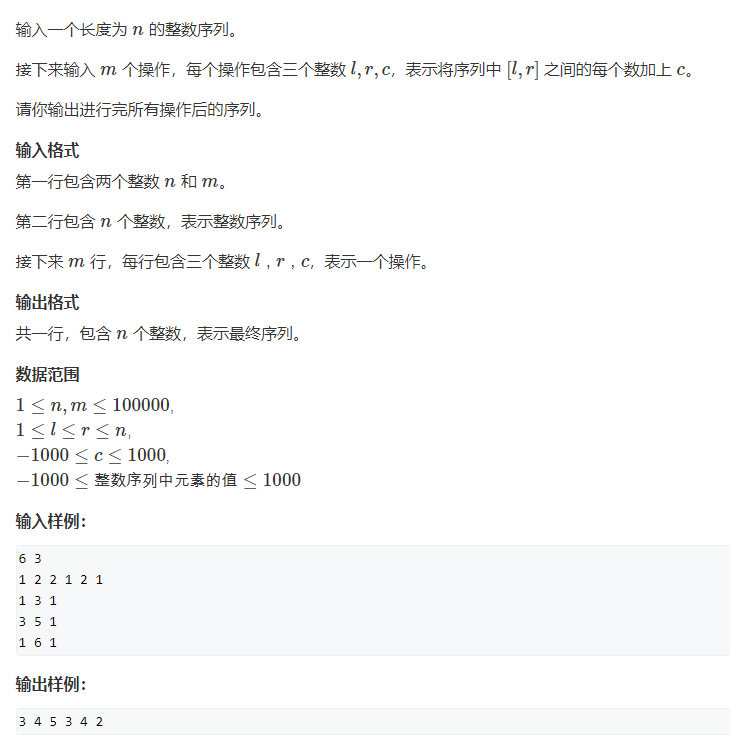 输入一个长度为 n 的整数序列。
接下来输入 m 个操作，每个操作包含三个整数 l, r, c，表示将序列中 [l, r] 之间的每个数加上 c。
请你输出进行完所有操作后的序列。
输入格式
第一行包含两个整数 n 和 m。
第二行包含 n 个整数，表示整数序列。
接下来 m 行，每行包含三个整数 l，r，c，表示一个操作。
输出格式
共一行，包含 n 个整数，表示最终序列。
数据范围
1 ≤ n, m ≤ 100000,
1 ≤ l ≤ r ≤ n,
−1000 ≤ c ≤ 1000,
−1000 ≤ 整数序列中元素的值 ≤ 1000
输入样例：
6 3
1 2 2 1 2 1
1 3 1
3 5 1
1 6 1
输出样例：
3 4 5 3 4 2